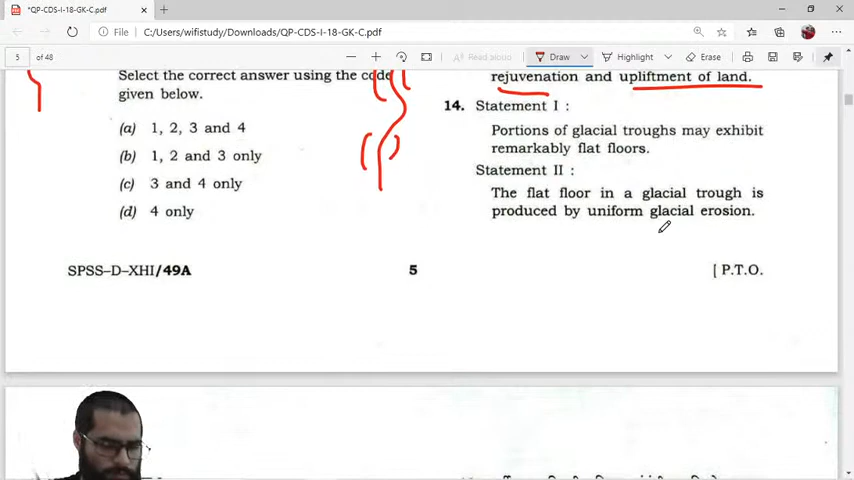 *QP-CDS-I-18-GK-C.pdf
File | C:/Users/wifistudy/Downloads/QP-CDS-I-18-GK-C.pdf
5 of 48
Read aloud
Draw
Highlight
Erase
Select the correct answer using the code
given below.
(a) 1, 2, 3 and 4
(b) 1, 2 and 3 only
(c) 3 and 4 only
(d) 4 only
rejuvenation and upliftment of land.
14. Statement I :
Portions of glacial troughs may exhibit
remarkably flat floors.
Statement II :
The flat floor in a glacial trough is
produced by uniform glacial erosion.
SPSS–D–XHI/49A
5
[ P.T.O.